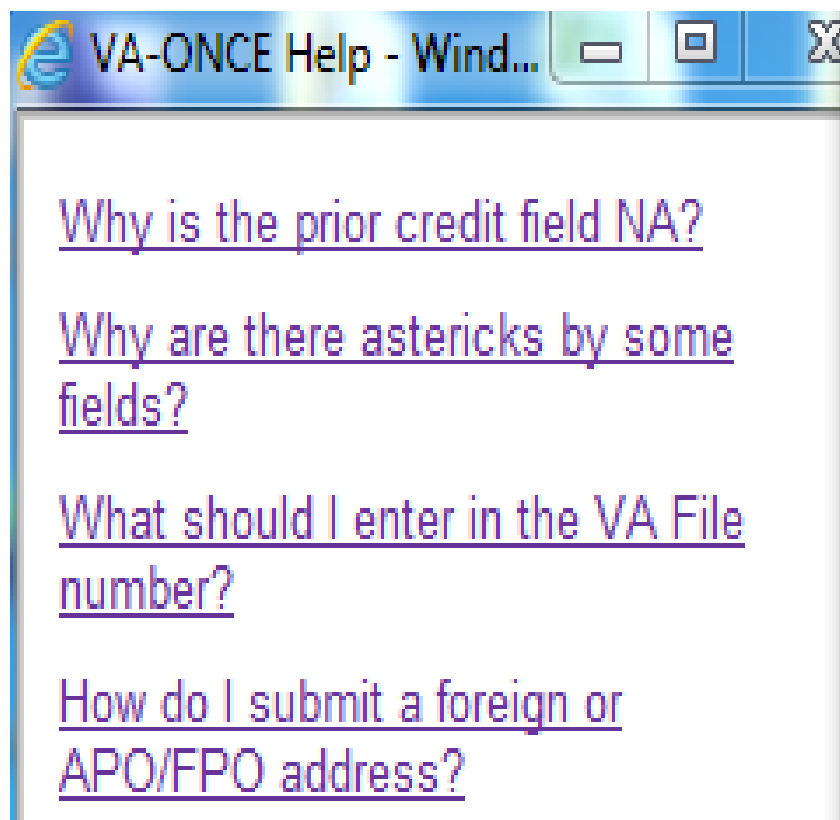 VA-ONCE Help - Wind...
Why is the prior credit field NA?
Why are there astericks by some
fields?
What should I enter in the VA File
number?
How do I submit a foreign or
APO/FPO address?